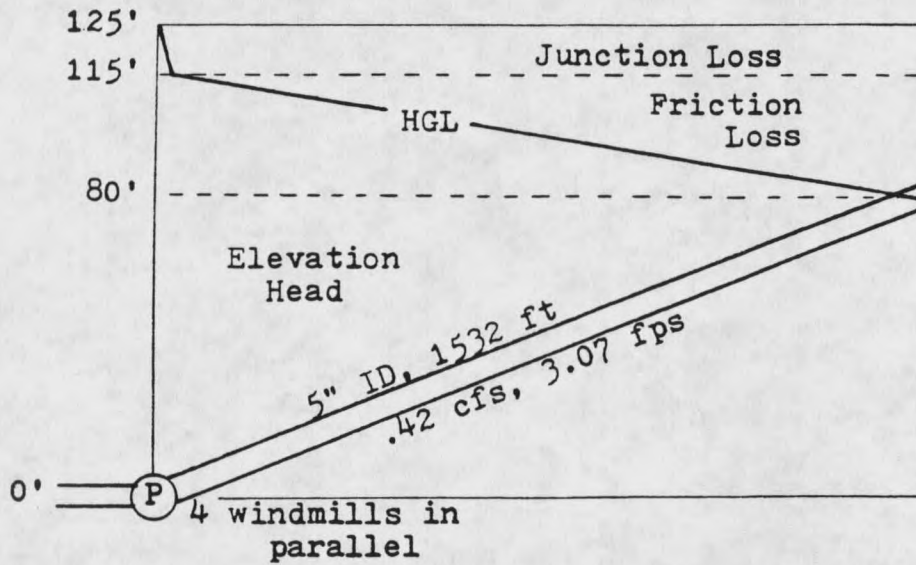 125'
Junction Loss
115'
Friction
Loss
HGL
80'
Elevation
Head
5" ID, 1532 ft
.42 cfs, 3.07 fps
0'
P
4 windmills in
parallel